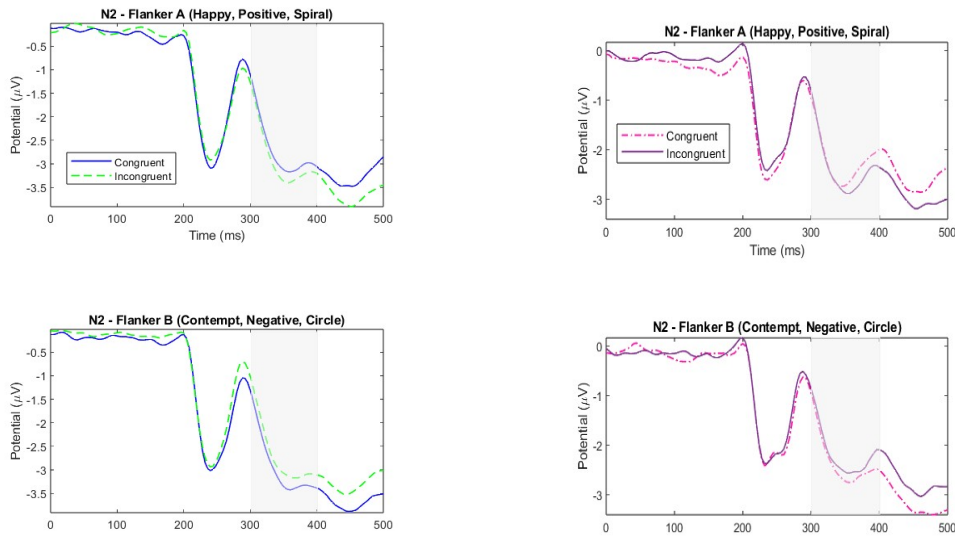 N2 - Flanker A (Happy, Positive, Spiral)
Potential (μV)
-0.5
-1
-1.5
-2
-2.5
-3
-3.5
Congruent
Incongruent
0 100 200 300 400 500
Time (ms)
N2 - Flanker A (Happy, Positive, Spiral)
Potential (μV)
0
-1
-2
-3
Congruent
Incongruent
0 100 200 300 400 500
Time (ms)
N2 - Flanker B (Contempt, Negative, Circle)
Potential (μV)
-0.5
-1
-1.5
-2
-2.5
-3
-3.5
0 100 200 300 400 500
N2 - Flanker B (Contempt, Negative, Circle)
Potential (μV)
0
-1
-2
-3
0 100 200 300 400 500